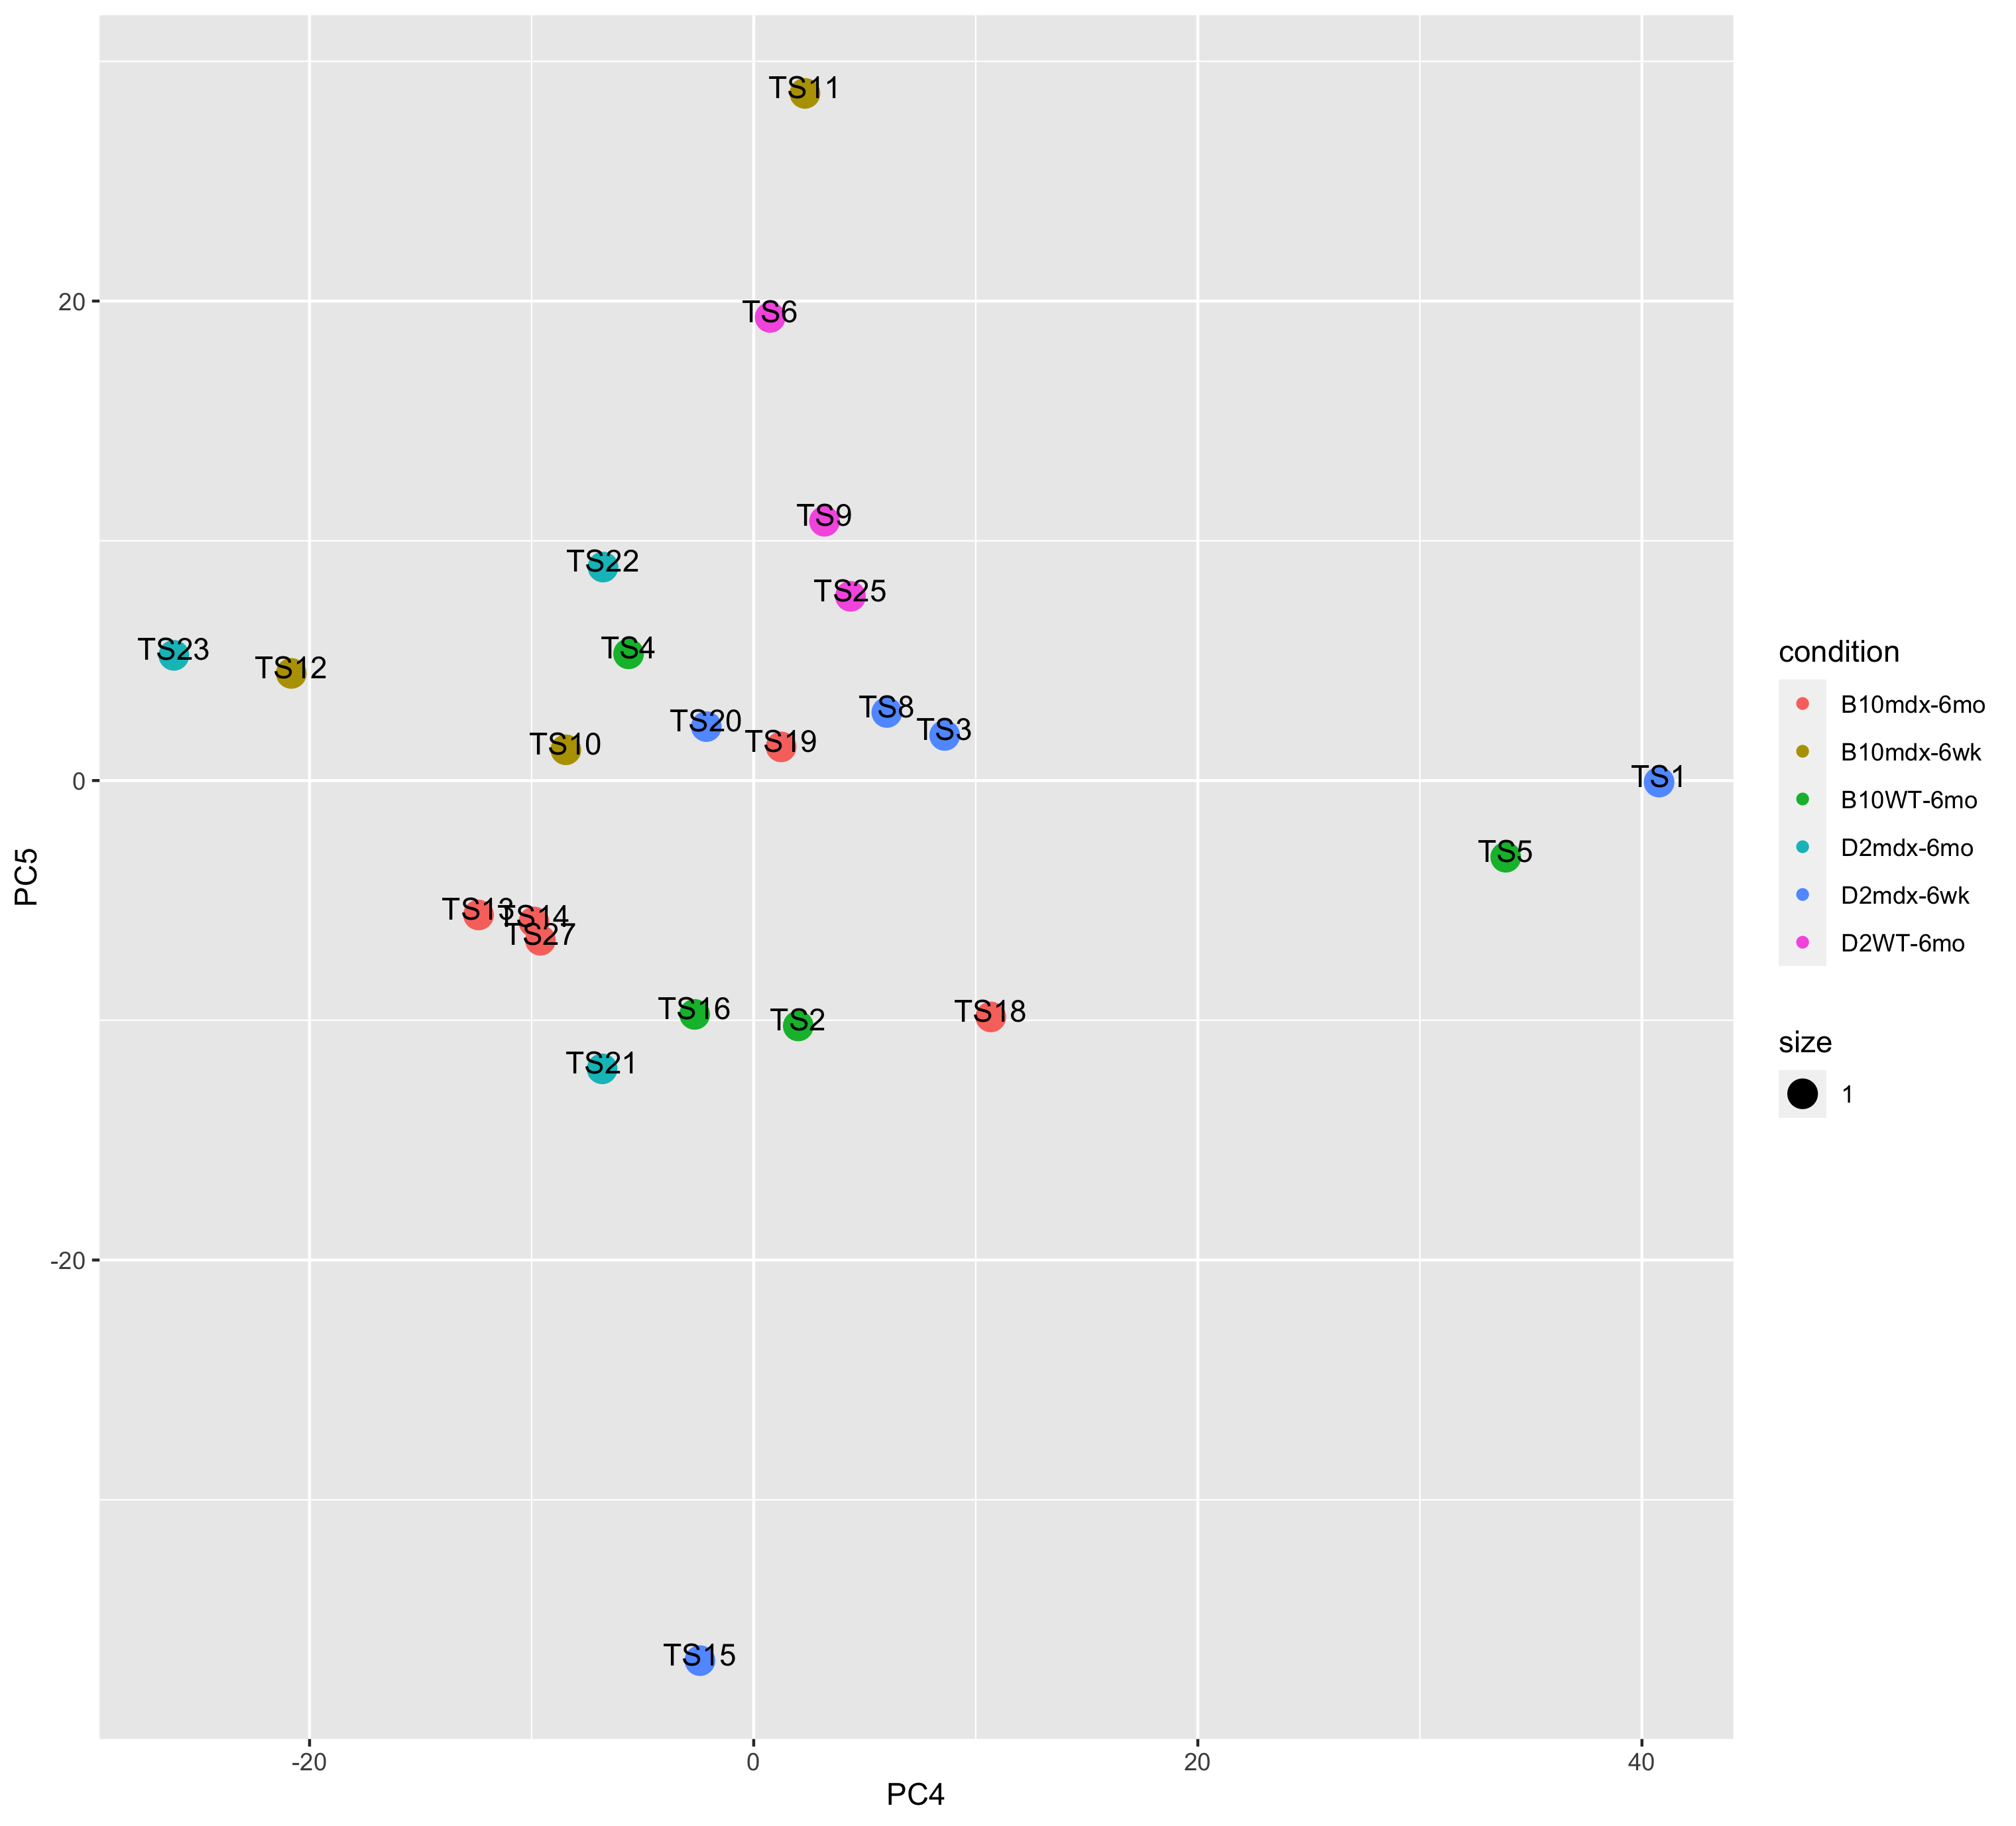 TS11
20
TS6
TS9
TS22
TS25
TS23
TS4
TS12
TS8
TS20
TS3
TS19
TS10
0
TS1
TS5
TS13
TS14
TS27
TS16
TS18
TS2
TS21
-20
TS15
-20
0
20
40
PC4
PC5
condition
B10mdx-6mo
B10mdx-6wk
B10WT-6mo
D2mdx-6mo
D2mdx-6wk
D2WT-6mo
size
1